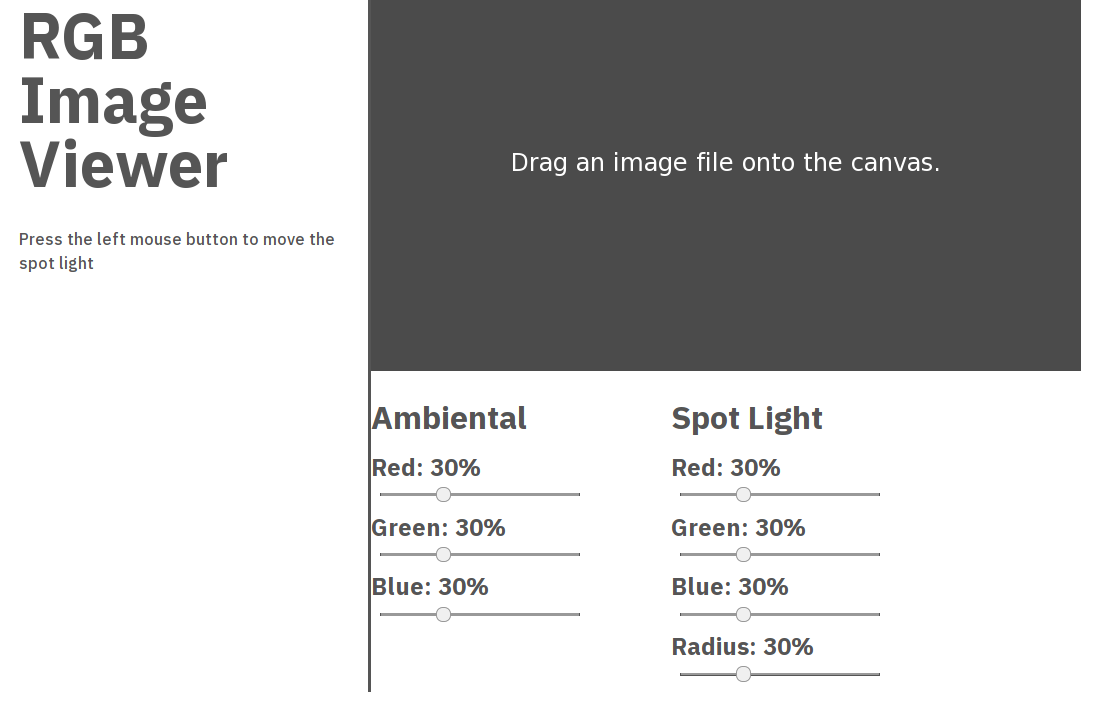 RGB
Image
Viewer
Press the left mouse button to move the
spot light
Drag an image file onto the canvas.
Ambiental
Red: 30%
Green: 30%
Blue: 30%
Spot Light
Red: 30%
Green: 30%
Blue: 30%
Radius: 30%